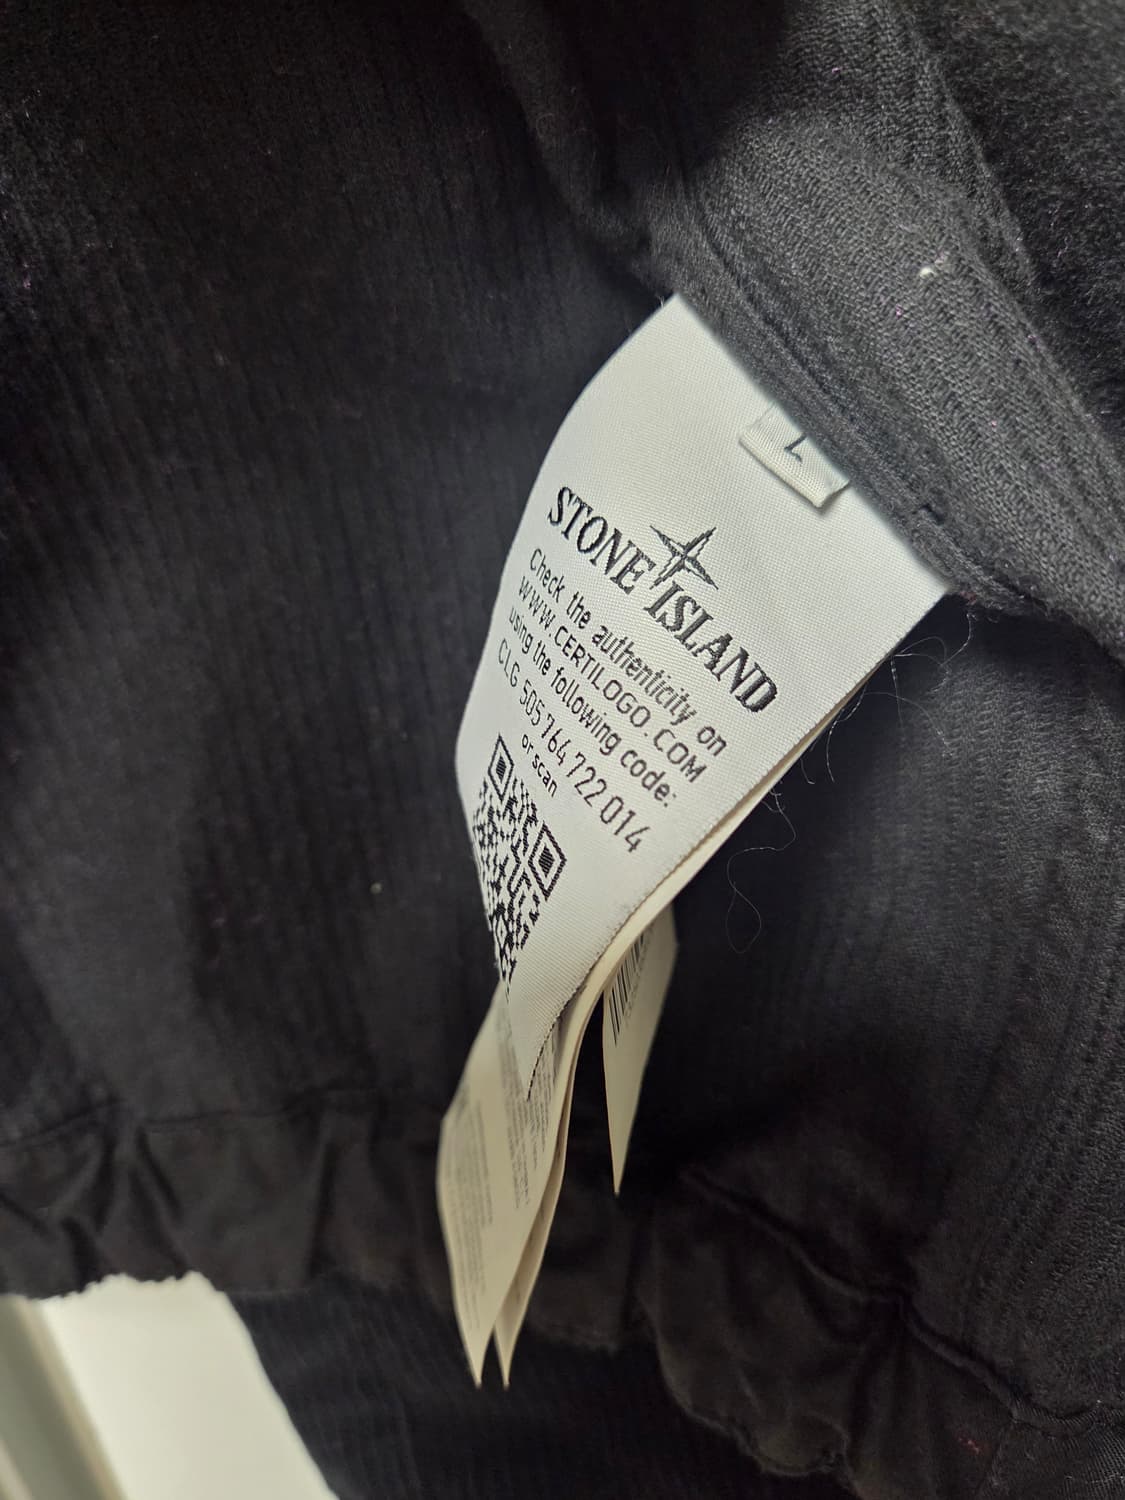 L
STONE ISLAND
Check the authenticity on
WWW.CERTILOGO.COM
using the following code:
CLG 505 764 722 014
or scan